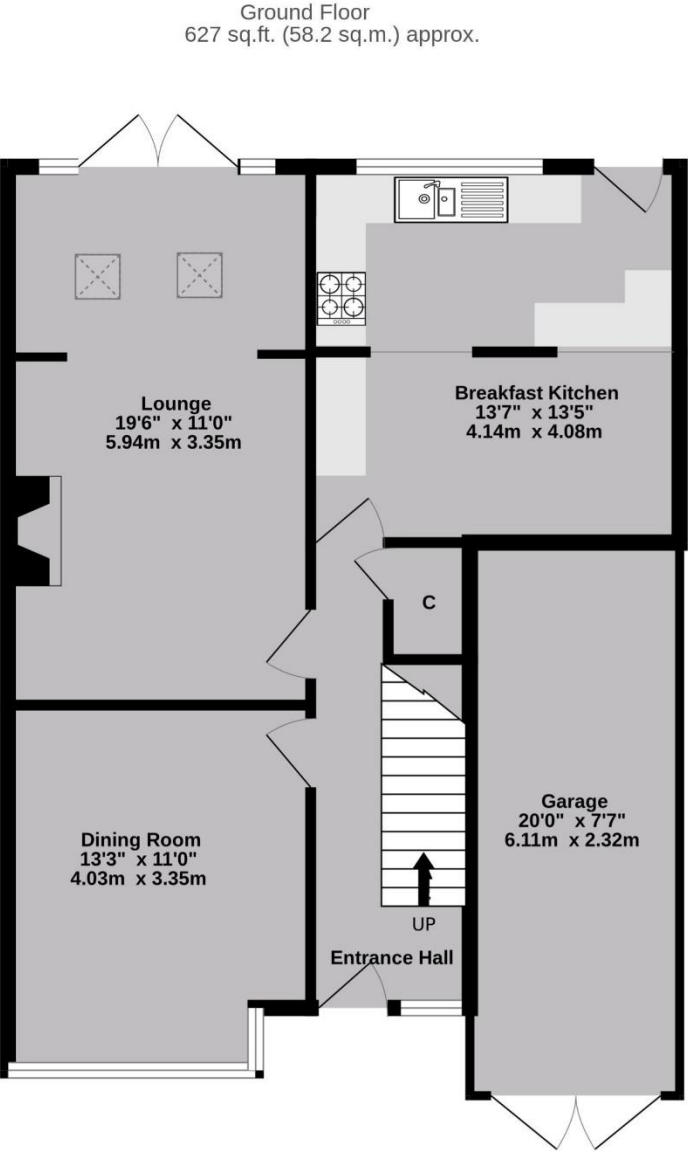 Ground Floor
627 sq.ft. (58.2 sq.m.) approx.
Lounge
19'6" x 11'0"
5.94m x 3.35m
Breakfast Kitchen
13'7" x 13'5"
4.14m x 4.08m
C
Dining Room
13'3" x 11'0"
4.03m x 3.35m
Garage
20'0" x 7'7"
6.11m x 2.32m
UP
Entrance Hall